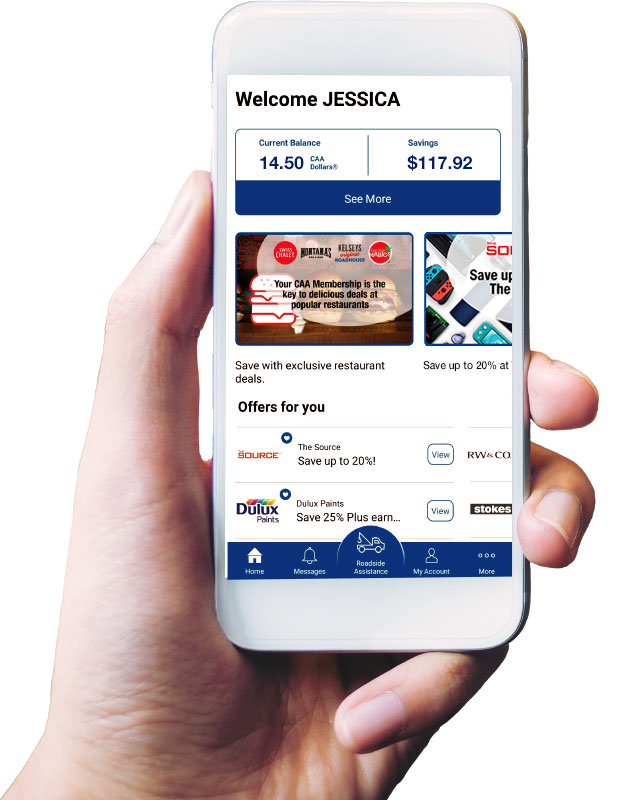 Welcome JESSICA
Current Balance
14.50 CAA Dollars®
Savings
$117.92
See More
SWISS CHALET
MONTANA'S
KELSEYS
original
ROADHOUSE
Your CAA Membership is the
key to delicious deals at
popular restaurants
SOU
Save up
The
Save with exclusive restaurant
deals.
Save up to 20% at
Offers for you
THE SOURCE
The Source
Save up to 20%!
View
RW&CO.
Dulux
Paints
Dulux Paints
Save 25% Plus earn...
View
stokes
Home
Messages
Roadside
Assistance
My Account
More